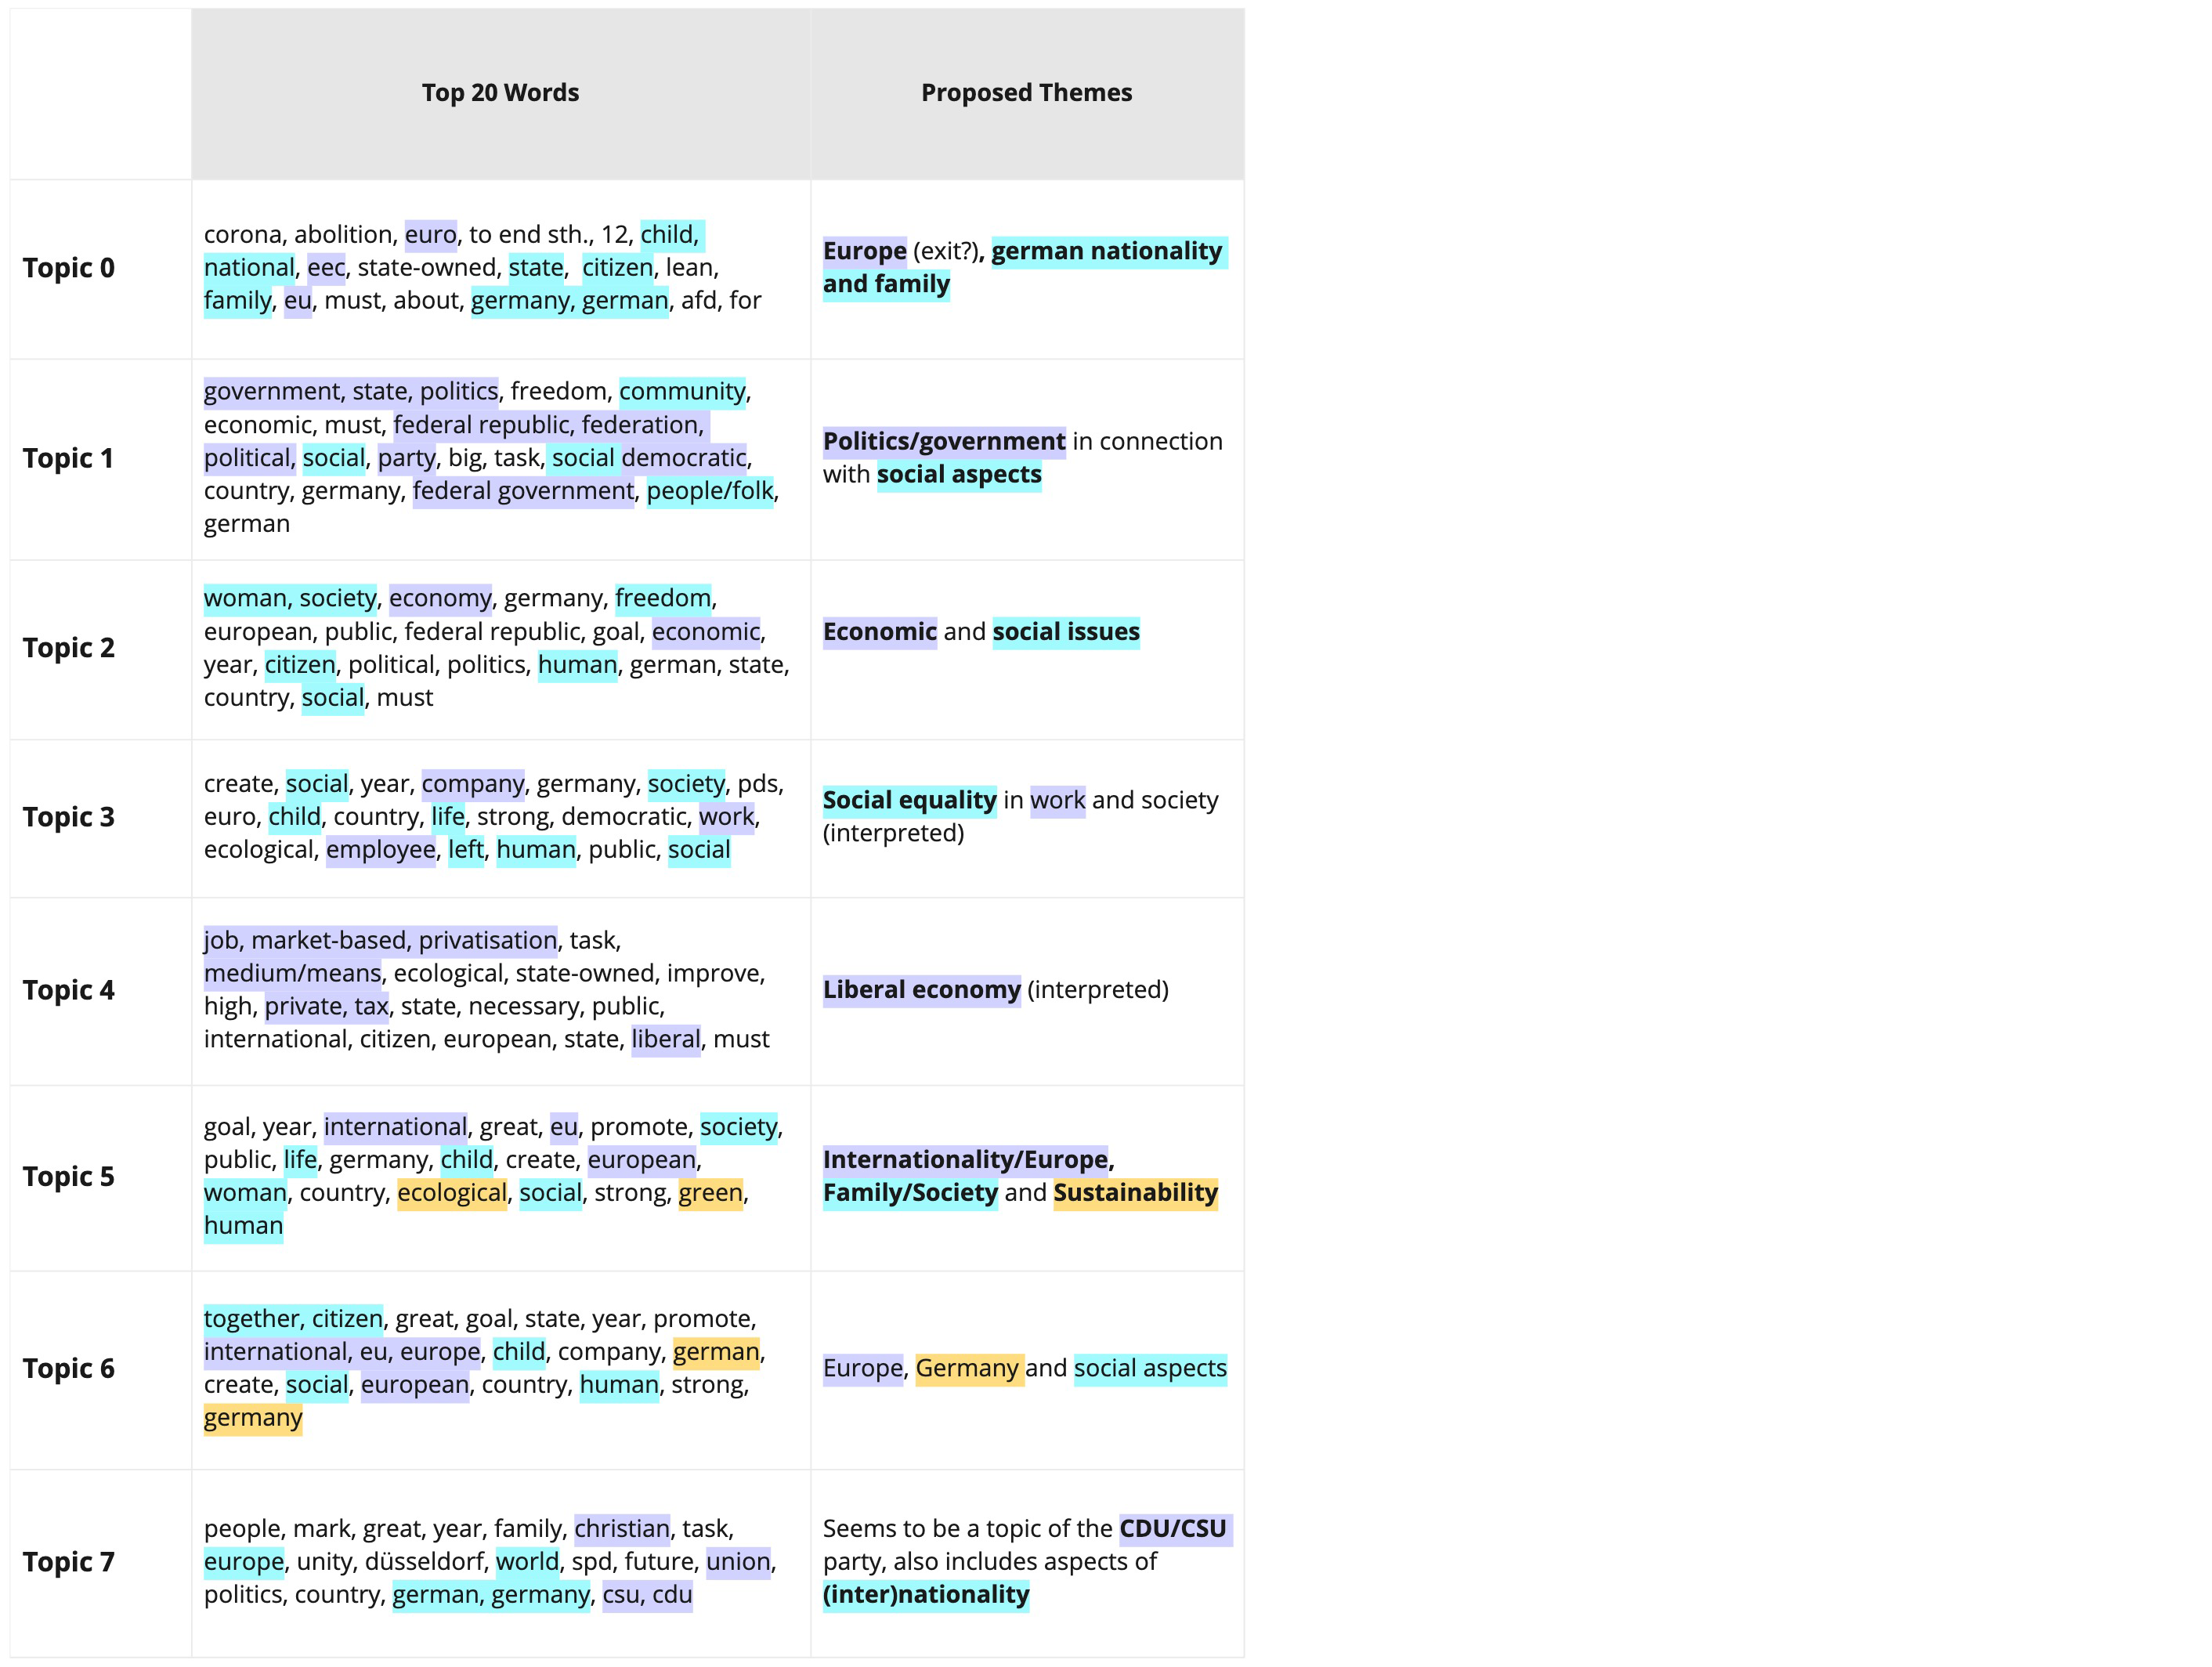 Top 20 Words
Proposed Themes
Topic 0
corona, abolition, euro, to end sth., 12, child,
national, eec, state-owned, state, citizen, lean,
family, eu, must, about, germany, german, afd, for
Europe (exit?), german nationality
and family
Topic 1
government, state, politics, freedom, community,
economic, must, federal republic, federation,
political, social, party, big, task, social democratic,
country, germany, federal government, people/folk,
german
Politics/government in connection
with social aspects
Topic 2
woman, society, economy, germany, freedom,
european, public, federal republic, goal, economic,
year, citizen, political, politics, human, german, state,
country, social, must
Economic and social issues
Topic 3
create, social, year, company, germany, society, pds,
euro, child, country, life, strong, democratic, work,
ecological, employee, left, human, public, social
Social equality in work and society
(interpreted)
Topic 4
job, market-based, privatisation, task,
medium/means, ecological, state-owned, improve,
high, private, tax, state, necessary, public,
international, citizen, european, state, liberal, must
Liberal economy (interpreted)
Topic 5
goal, year, international, great, eu, promote, society,
public, life, germany, child, create, european,
woman, country, ecological, social, strong, green,
human
Internationality/Europe,
Family/Society and Sustainability
Topic 6
together, citizen, great, goal, state, year, promote,
international, eu, europe, child, company, german,
create, social, european, country, human, strong,
germany
Europe, Germany and social aspects
Topic 7
people, mark, great, year, family, christian, task,
europe, unity, düsseldorf, world, spd, future, union,
politics, country, german, germany, csu, cdu
Seems to be a topic of the CDU/CSU
party, also includes aspects of
(inter)nationality